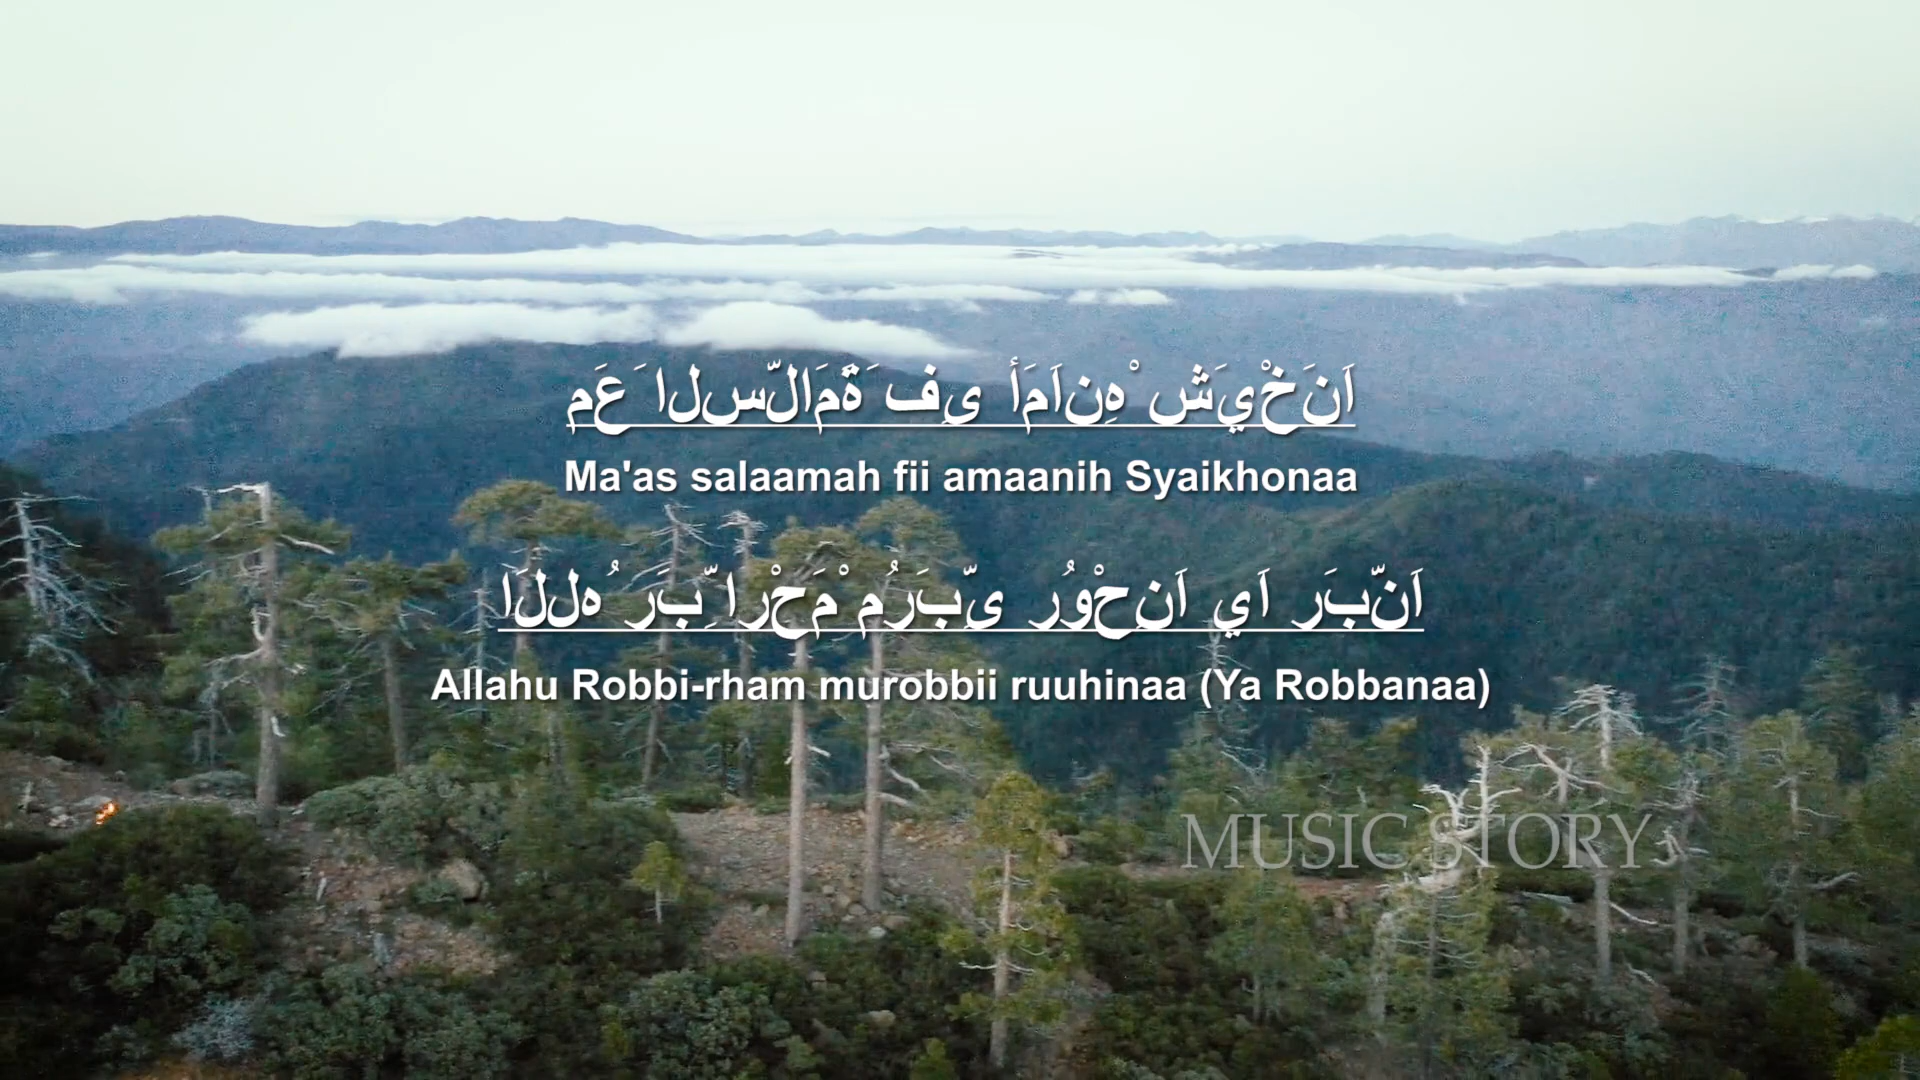 مَعَ السَّلَامَةَ فِى أَمَانِهْ شَيْخَنَا
Ma'as salaamah fii amaanih Syaikhonaa
اَللهُ رَبِّ ارْحَمْ مُرَبِّى رُوْحِنَا يَا رَبَّنَا
Allahu Robbi-rham murobbii ruuhinaa (Ya Robbanaa)
MUSIC STORY